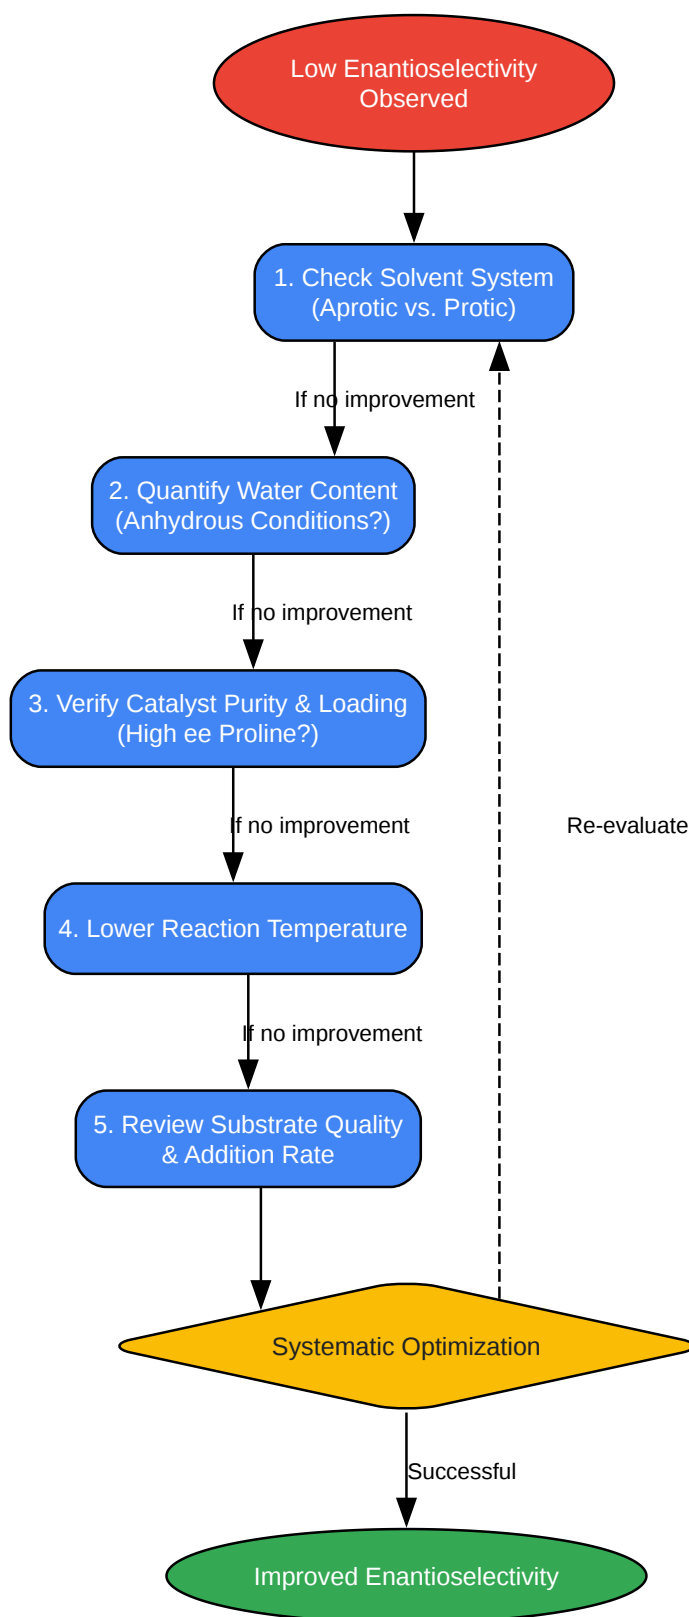 Low Enantioselectivity
Observed
1. Check Solvent System
(Aprotic vs. Protic)
If no improvement
2. Quantify Water Content
(Anhydrous Conditions?)
If no improvement
3. Verify Catalyst Purity & Loading
(High ee Proline?)
If no improvement
Re-evaluate
4. Lower Reaction Temperature
If no improvement
5. Review Substrate Quality
& Addition Rate
Systematic Optimization
Successful
Improved Enantioselectivity